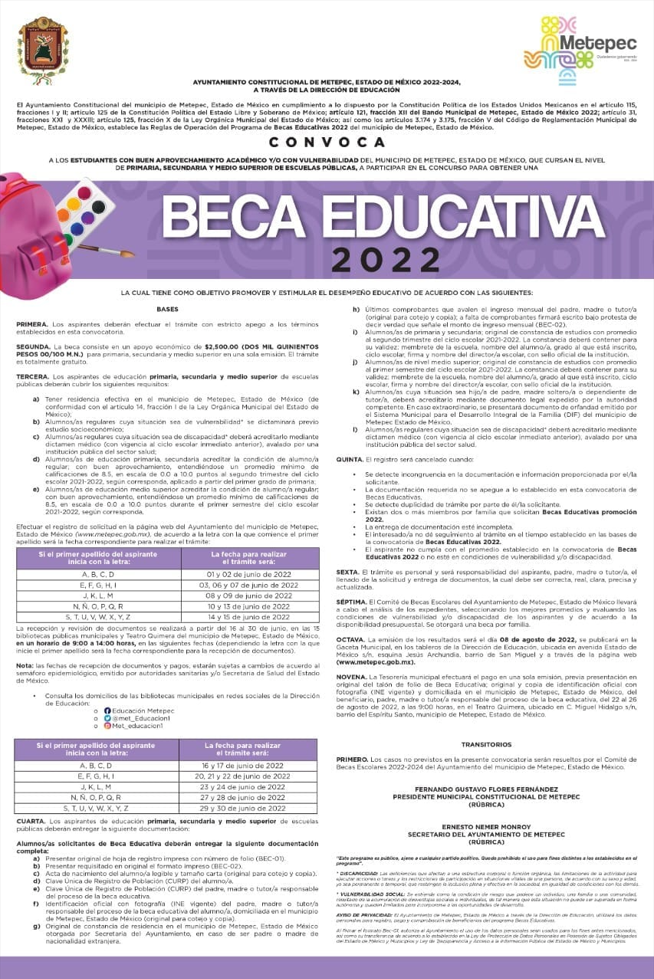 Metepec
AYUNTAMIENTO CONSTITUCIONAL DE METEPEC, ESTADO DE MÉXICO 2022-2024,
A TRAVÉS DE LA DIRECCIÓN DE EDUCACIÓN
El Ayuntamiento Constitucional del municipio de Metepec, Estado de México en cumplimiento a lo dispuesto por la Constitución Política de los Estados Unidos Mexicanos en el artículo 115,
fracciones I y II; artículo 125 de la Constitución Política del Estado Libre y Soberano de México; artículo 121, fracción XII del Bando Municipal de Metepec, Estado de México 2022; artículo 31,
fracciones XXI y XXXIII; artículo 125, fracción X de la Ley Orgánica Municipal del Estado de México; así como los artículos 3.174 y 3.175, fracción V del Código de Reglamentación Municipal de
Metepec, Estado de México, establece las Reglas de Operación del Programa de Becas Educativas 2022 del municipio de Metepec, Estado de México.
CONVOCA
A LOS ESTUDIANTES CON BUEN APROVECHAMIENTO ACADÉMICO Y/O CON VULNERABILIDAD DEL MUNICIPIO DE METEPEC, ESTADO DE MÉXICO, QUE CURSAN EL NIVEL
DE PRIMARIA, SECUNDARIA Y MEDIO SUPERIOR DE ESCUELAS PÚBLICAS, A PARTICIPAR EN EL CONCURSO PARA OBTENER UNA
BECA EDUCATIVA
2022
LA CUAL TIENE COMO OBJETIVO PROMOVER Y ESTIMULAR EL DESEMPEÑO EDUCATIVO DE ACUERDO CON LAS SIGUIENTES:
BASES
PRIMERA. Los aspirantes deberán efectuar el trámite con estricto apego a los términos
establecidos en esta convocatoria.
SEGUNDA. La beca consiste en un apoyo económico de $2,500.00 (DOS MIL QUINIENTOS
PESOS 00/100 M.N.) para primaria, secundaria y medio superior en una sola emisión. El trámite
es totalmente gratuito.
TERCERA. Los aspirantes de educación primaria, secundaria y medio superior de escuelas
públicas deberán cubrir los siguientes requisitos:
a) Tener residencia efectiva en el municipio de Metepec, Estado de México (de
conformidad con el artículo 14, fracción I de la Ley Orgánica Municipal del Estado de
México);
b) Alumnos/as regulares cuya situación sea de vulnerabilidad* se dictaminará previo
estudio socioeconómico;
c) Alumnos/as regulares cuya situación sea de discapacidad* deberá acreditarlo mediante
dictamen médico (con vigencia al ciclo escolar inmediato anterior), avalado por una
institución pública del sector salud;
d) Alumnos/as de educación primaria, secundaria acreditar la condición de alumno/a
regular; con buen aprovechamiento, entendiéndose un promedio mínimo de
calificaciones de 8.5, en escala de 0.0 a 10.0 puntos al segundo trimestre del ciclo
escolar 2021-2022, según corresponda, aplicado a partir del primer grado de primaria;
e) Alumnos/as de educación medio superior acreditar la condición de alumno/a regular;
con buen aprovechamiento, entendiéndose un promedio mínimo de calificaciones de
8.5, en escala de 0.0 a 10.0 puntos durante el primer semestre del ciclo escolar
2021-2022, según corresponda.
Efectuar el registro de solicitud en la página web del Ayuntamiento del municipio de Metepec,
Estado de México (www.metepec.gob.mx), de acuerdo a la letra con la que comience el primer
apellido será la fecha correspondiente para realizar el trámite:
Si el primer apellido del aspirante inicia con la letra: La fecha para realizar el trámite será:
A, B, C, D 01 y 02 de junio de 2022
E, F, G, H, I 03, 06 y 07 de junio de 2022
J, K, L, M 08 y 09 de junio de 2022
N, Ñ, O, P, Q, R 10 y 13 de junio de 2022
S, T, U, V, W, X, Y, Z 14 y 15 de junio de 2022
La recepción y revisión de documentos se realizará a partir del 16 al 30 de junio, en las 15
bibliotecas públicas municipales y Teatro Quimera del municipio de Metepec, Estado de México,
en un horario de 9:00 a 14:00 horas, en las siguientes fechas (dependiendo la letra con la que
inicie el primer apellido será la fecha correspondiente para la recepción de documentos).
Nota: las fechas de recepción de documentos y pagos, estarán sujetas a cambios de acuerdo al
semáforo epidemiológico, emitido por autoridades sanitarias y/o Secretaría de Salud del Estado
de México.
• Consulta los domicilios de las bibliotecas municipales en redes sociales de la Dirección
de Educación:
o Educación Metepec
o @met_Educacion1
o Met_educacion1
Si el primer apellido del aspirante inicia con la letra: La fecha para realizar el trámite será:
A, B, C, D 16 y 17 de junio de 2022
E, F, G, H, I 20, 21 y 22 de junio de 2022
J, K, L, M 23 y 24 de junio de 2022
N, Ñ, O, P, Q, R 27 y 28 de junio de 2022
S, T, U, V, W, X, Y, Z 29 y 30 de junio de 2022
CUARTA. Los aspirantes de educación primaria, secundaria y medio superior de escuelas
públicas deberán entregar la siguiente documentación:
Alumnos/as solicitantes de Beca Educativa deberán entregar la siguiente documentación
completa:
a) Presentar original de hoja de registro impresa con número de folio (BEC-01).
b) Presentar requisitado en original el formato impreso (BEC-02).
c) Acta de nacimiento del alumno/a legible y tamaño carta (original para cotejo y copia).
d) Clave Única de Registro de Población (CURP) del alumno/a.
e) Clave Única de Registro de Población (CURP) del padre, madre o tutor/a responsable
del proceso de la beca educativa.
f) Identificación oficial con fotografía (INE vigente) del padre, madre o tutor/a
responsable del proceso de la beca educativa del alumno/a, domiciliada en el municipio
de Metepec, Estado de México (original para cotejo y copia).
g) Original de constancia de residencia en el municipio de Metepec, Estado de México
otorgada por Secretaría del Ayuntamiento, en caso de ser padre o madre de
nacionalidad extranjera.
h) Últimos comprobantes que avalen el ingreso mensual del padre, madre o tutor/a
(original para cotejo y copia); a falta de comprobantes firmará escrito bajo protesta de
decir verdad que señale el monto de ingreso mensual (BEC-02).
i) Alumnos/as de primaria y secundaria; original de constancia de estudios con promedio
al segundo trimestre del ciclo escolar 2021-2022. La constancia deberá contener para
su validez; membrete de la escuela, nombre del alumno/a, grado al que está inscrito,
ciclo escolar, firma y nombre del director/a escolar, con sello oficial de la institución.
j) Alumnos/as de nivel medio superior; original de constancia de estudios con promedio
al primer semestre del ciclo escolar 2021-2022. La constancia deberá contener para su
validez; membrete de la escuela, nombre del alumno/a, grado al que está inscrito, ciclo
escolar, firma y nombre del director/a escolar, con sello oficial de la institución.
k) Alumnos/as cuya situación sea hijo/a de padre, madre soltero/a o dependiente de
tutor/a, deberá acreditarlo mediante documento legal expedido por la autoridad
competente. En caso extraordinario, se presentará documento de orfandad emitido por
el Sistema Municipal para el Desarrollo Integral de la Familia (DIF) del municipio de
Metepec Estado de México.
l) Alumnos/as regulares cuya situación sea de discapacidad* deberá acreditarlo mediante
dictamen médico (con vigencia al ciclo escolar inmediato anterior), avalado por una
institución pública del sector salud.
QUINTA. El registro será cancelado cuando:
• Se detecte incongruencia en la documentación e información proporcionada por el/la
solicitante.
• La documentación requerida no se apegue a lo establecido en esta convocatoria de
Becas Educativas.
• Se detecte duplicidad de trámite por parte de él/la solicitante.
• Existan dos o más miembros por familia que solicitan Becas Educativas promoción
2022.
• La entrega de documentación esté incompleta.
• El interesado/a no dé seguimiento al trámite en el tiempo establecido en las bases de
la convocatoria de Becas Educativas 2022.
• El aspirante no cumpla con el promedio establecido en la convocatoria de Becas
Educativas 2022 o no esté en condiciones de vulnerabilidad y/o discapacidad.
SEXTA. El trámite es personal y será responsabilidad del aspirante, padre, madre o tutor/a, el
llenado de la solicitud y entrega de documentos, la cual debe ser correcta, real, clara, precisa y
actualizada.
SÉPTIMA. El Comité de Becas Escolares del Ayuntamiento de Metepec, Estado de México llevará
a cabo el análisis de los expedientes, seleccionando los mejores promedios y evaluando las
condiciones de vulnerabilidad y/o discapacidad de los aspirantes y de acuerdo a la
disponibilidad presupuestal. Se otorgará una beca por familia.
OCTAVA. La emisión de los resultados será el día 08 de agosto de 2022, se publicará en la
Gaceta Municipal, en los tableros de la Dirección de Educación, ubicada en avenida Estado de
México s/n, esquina Jesús Archundia, barrio de San Miguel y a través de la página web
(www.metepec.gob.mx).
NOVENA. La Tesorería municipal efectuará el pago en una sola emisión, previa presentación en
original del talón de folio de Beca Educativa; original y copia de identificación oficial con
fotografía (INE vigente) y domiciliada en el municipio de Metepec, Estado de México, del
beneficiario, padre, madre o tutor/a responsable del proceso de la beca educativa, del 22 al 26
de agosto de 2022, a las 9:00 horas, en el Teatro Quimera, ubicado en C. Miguel Hidalgo s/n,
barrio del Espíritu Santo, municipio de Metepec, Estado de México.
TRANSITORIOS
PRIMERO. Los casos no previstos en la presente convocatoria serán resueltos por el Comité de
Becas Escolares 2022-2024 del Ayuntamiento del municipio de Metepec, Estado de México.
FERNANDO GUSTAVO FLORES FERNÁNDEZ
PRESIDENTE MUNICIPAL CONSTITUCIONAL DE METEPEC
(RÚBRICA)
ERNESTO NEMER MONROY
SECRETARIO DEL AYUNTAMIENTO DE METEPEC
(RÚBRICA)
"Este programa es público, ajeno a cualquier partido político. Queda prohibido el uso para fines distintos a los establecidos en el
programa".